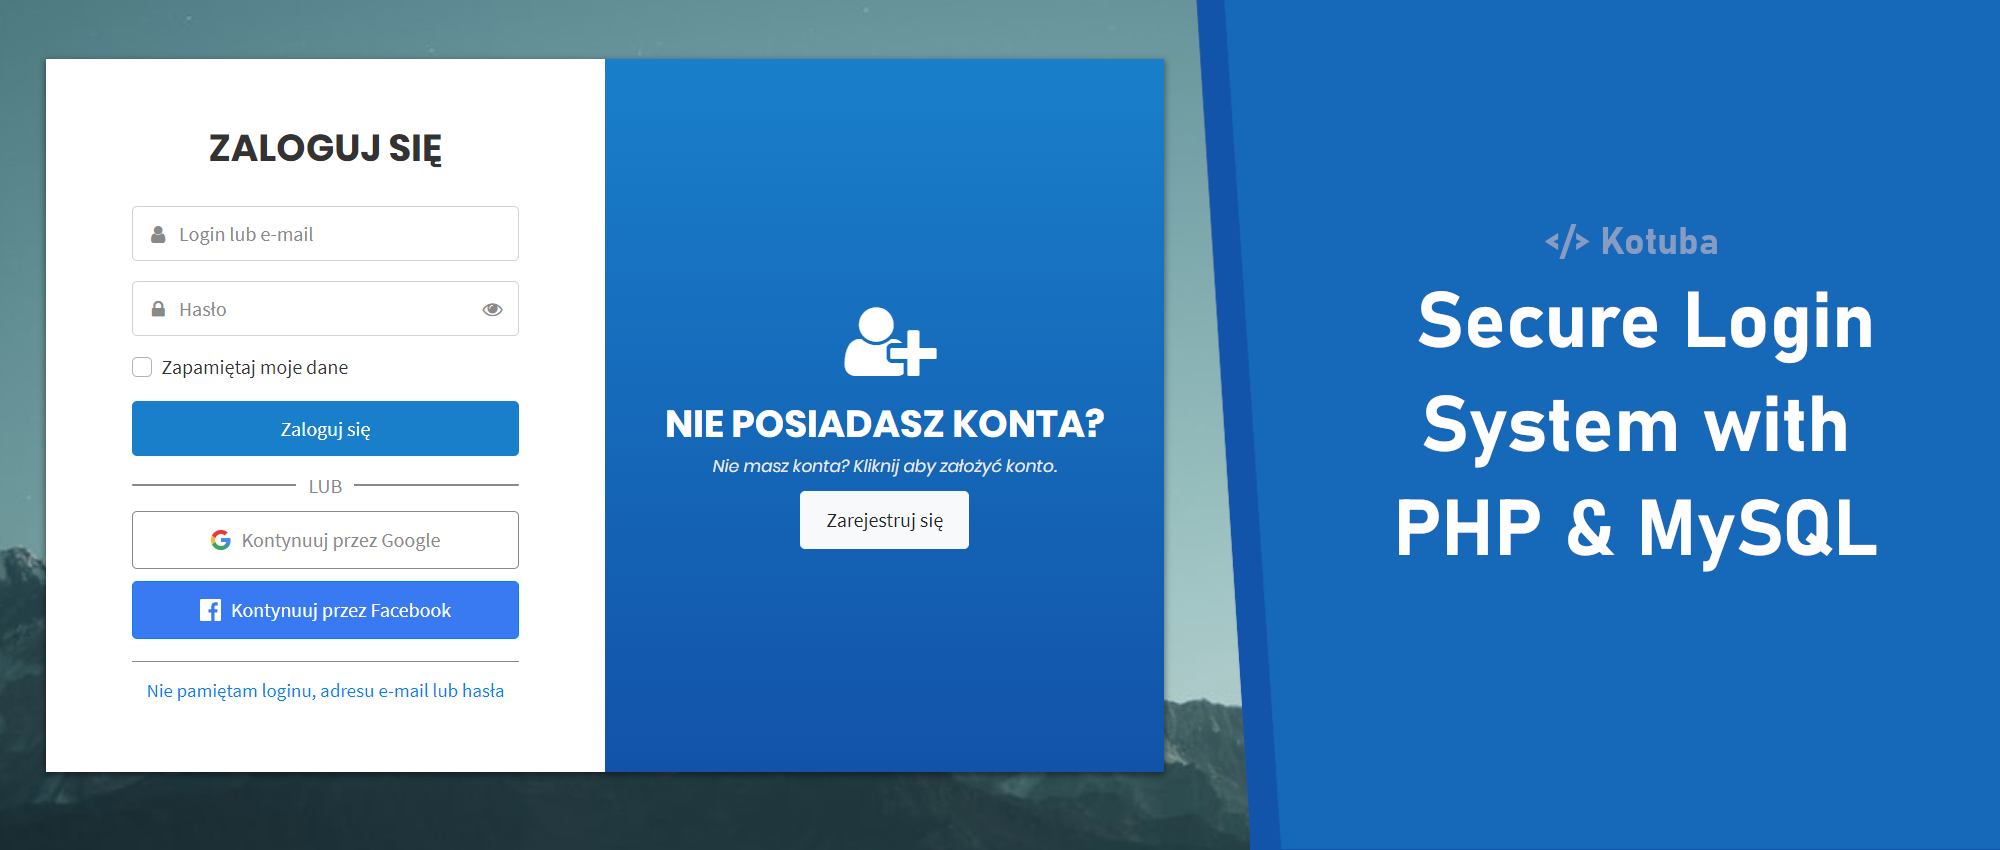 ZALOGUJ SIĘ
Login lub e-mail
Hasło
Zapamiętaj moje dane
Zaloguj się
LUB
Kontynuuj przez Google
Kontynuuj przez Facebook
Nie pamiętam loginu, adresu e-mail lub hasła
NIE POSIADASZ KONTA?
Nie masz konta? Kliknij aby założyć konto.
Zarejestruj się
</> Kotuba
Secure Login
System with
PHP & MySQL